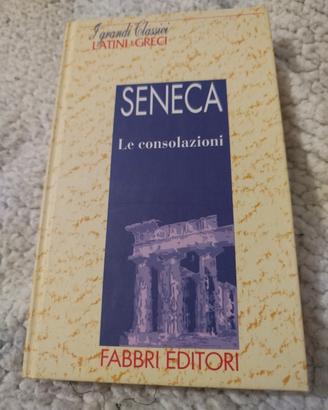 I grandi Classici
LATINI & GRECI
SENECA
Le consolazioni
FABBRI EDITORI